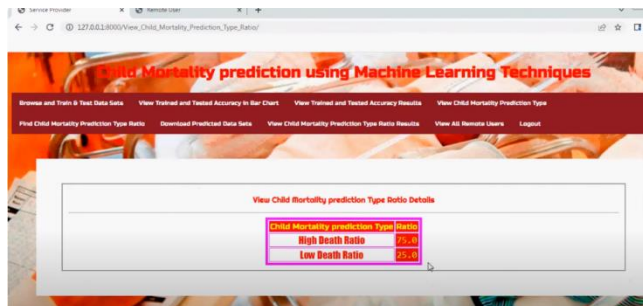 Service Provider
Remote User
127.0.0.1:8000/View_Child_Mortality_Prediction_Type_Ratio/
Child Mortality prediction using Machine Learning Techniques
Browse and Train & Test Data Sets View Trained and Tested Accuracy in Bar Chart View Trained and Tested Accuracy Results View Child Mortality Prediction Type
Find Child Mortality Prediction Type Ratio Download Predicted Data Sets View Child Mortality Prediction Type Ratio Results View All Remote Users Logout
View Child Mortality prediction Type Ratio Details
Child Mortality prediction Type Ratio
High Death Ratio 75.0
Low Death Ratio 25.0